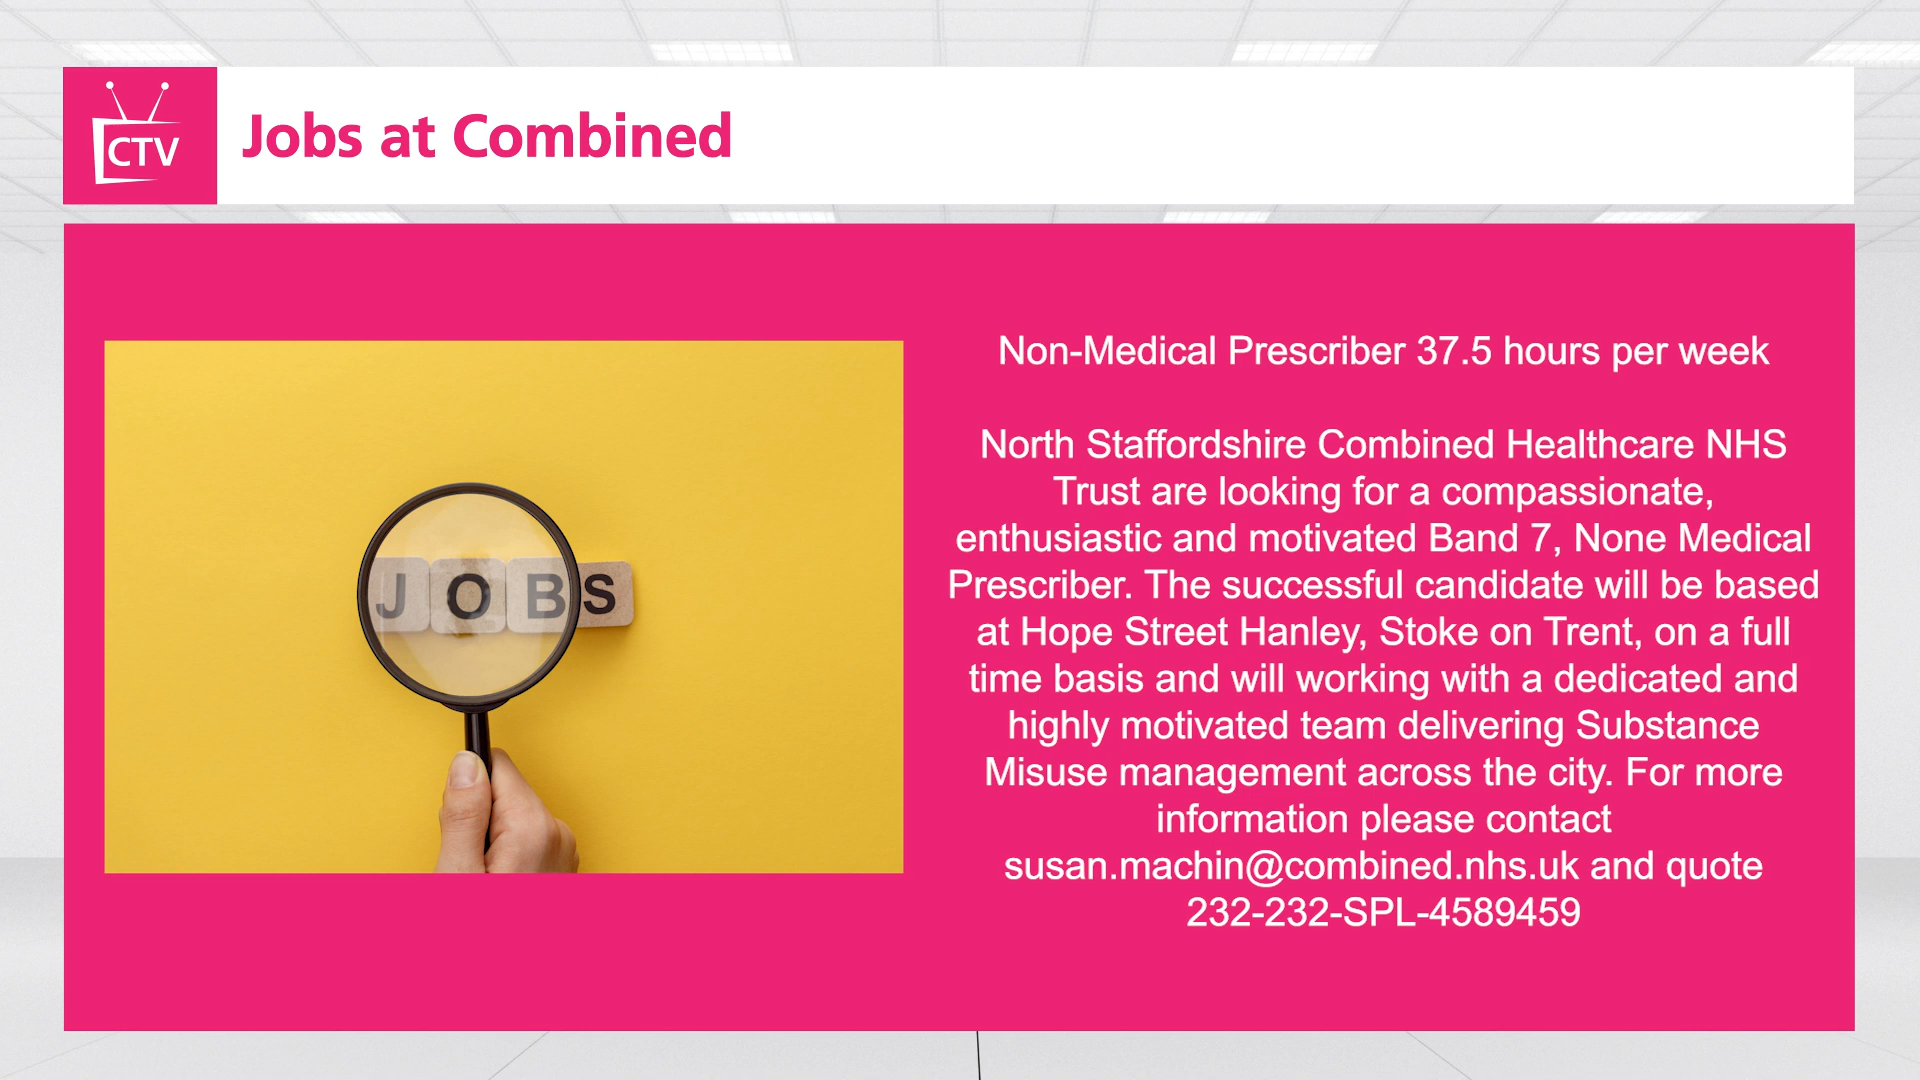 CTV
Jobs at Combined
JOBS
Non-Medical Prescriber 37.5 hours per week
North Staffordshire Combined Healthcare NHS
Trust are looking for a compassionate,
enthusiastic and motivated Band 7, None Medical
Prescriber. The successful candidate will be based
at Hope Street Hanley, Stoke on Trent, on a full
time basis and will working with a dedicated and
highly motivated team delivering Substance
Misuse management across the city. For more
information please contact
susan.machin@combined.nhs.uk and quote
232-232-SPL-4589459